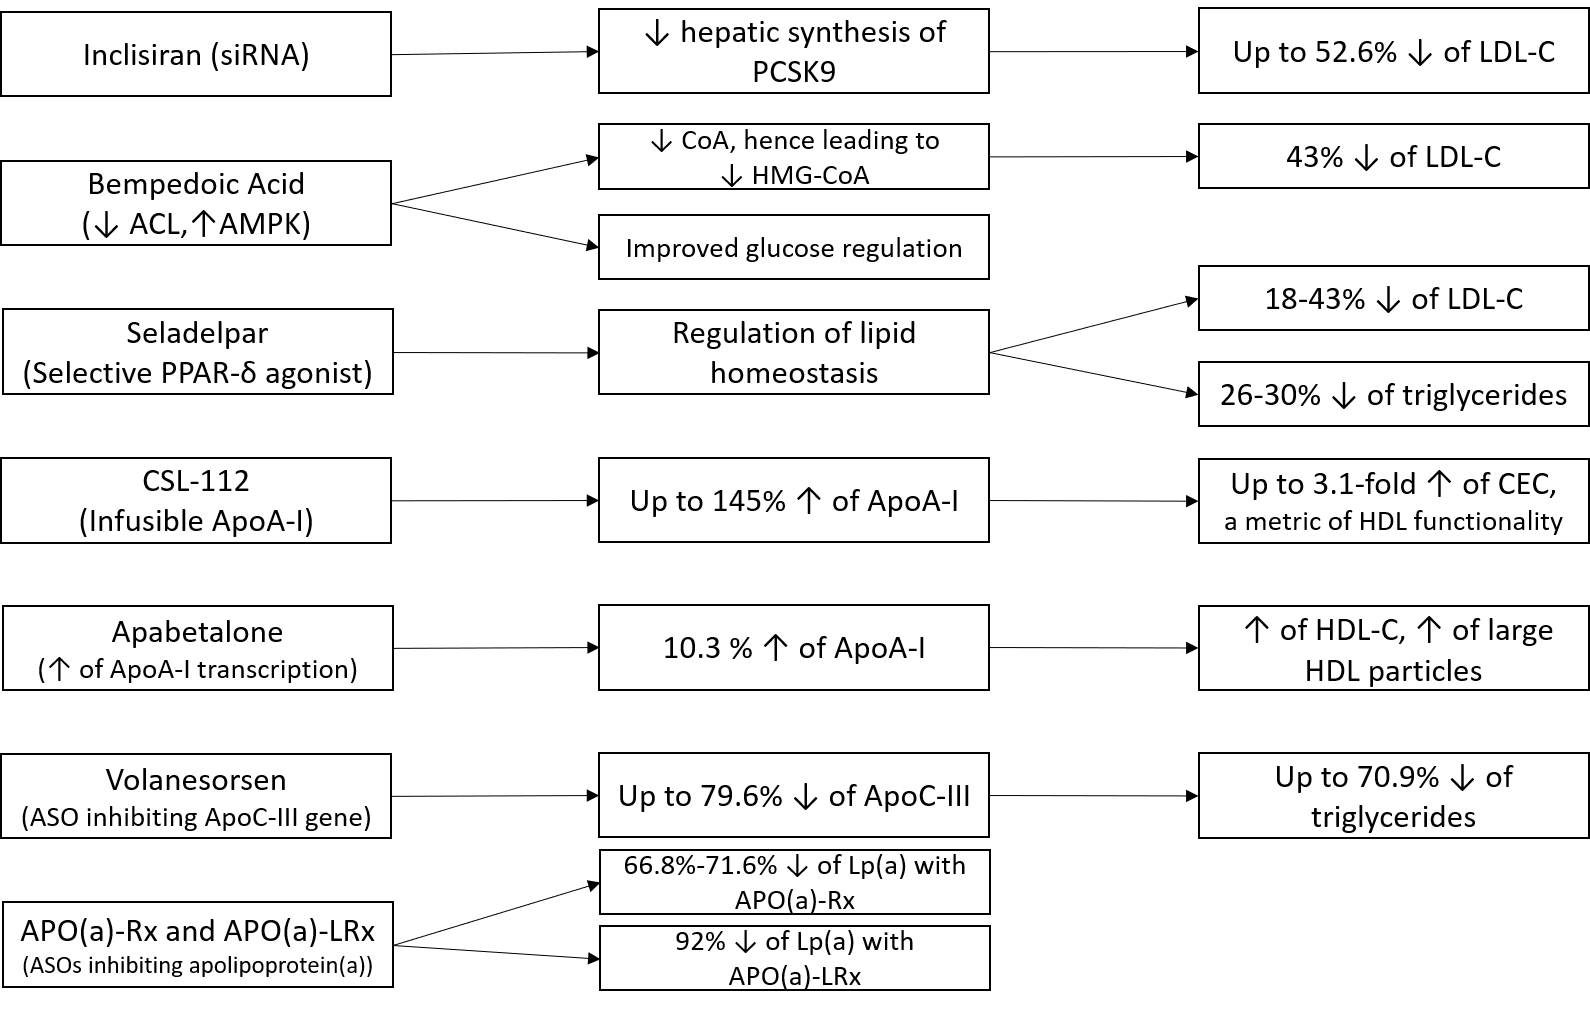 Inclisiran (siRNA)
↓ hepatic synthesis of
PCSK9
Up to 52.6% ↓ of LDL-C
Bempedoic Acid
(↓ ACL,↑AMPK)
↓ CoA, hence leading to
↓ HMG-CoA
43% ↓ of LDL-C
Improved glucose regulation
Seladelpar
(Selective PPAR-δ agonist)
Regulation of lipid
homeostasis
18-43% ↓ of LDL-C
26-30% ↓ of triglycerides
CSL-112
(Infusible ApoA-I)
Up to 145% ↑ of ApoA-I
Up to 3.1-fold ↑ of CEC,
a metric of HDL functionality
Apabetalone
(↑ of ApoA-I transcription)
10.3 % ↑ of ApoA-I
↑ of HDL-C, ↑ of large
HDL particles
Volanesorsen
(ASO inhibiting ApoC-III gene)
Up to 79.6% ↓ of ApoC-III
Up to 70.9% ↓ of
triglycerides
APO(a)-Rx and APO(a)-LRx
(ASOs inhibiting apolipoprotein(a))
66.8%-71.6% ↓ of Lp(a) with
APO(a)-Rx
92% ↓ of Lp(a) with
APO(a)-LRx